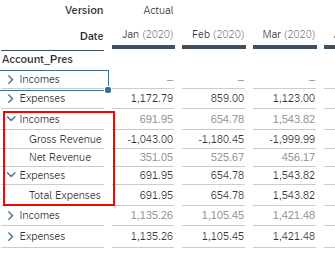 Version Actual
Date Jan (2020) Feb (2020) Mar (2020)
Account_Pres
Incomes – – –
Expenses 1,172.79 859.00 1,123.00
Incomes 691.95 654.78 1,543.82
Gross Revenue -1,043.00 -1,180.45 -1,999.99
Net Revenue 351.05 525.67 456.17
Expenses 691.95 654.78 1,543.82
Total Expenses 691.95 654.78 1,543.82
Incomes 1,135.26 1,105.45 1,421.48
Expenses 1,135.26 1,105.45 1,421.48